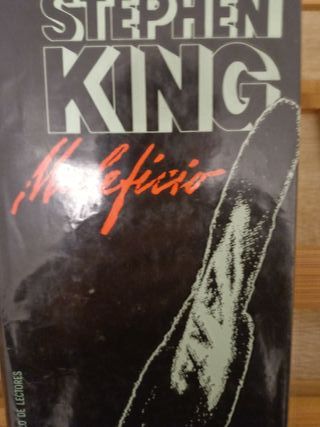 STEPHEN
KING
Maleficio
O DE LECTORES